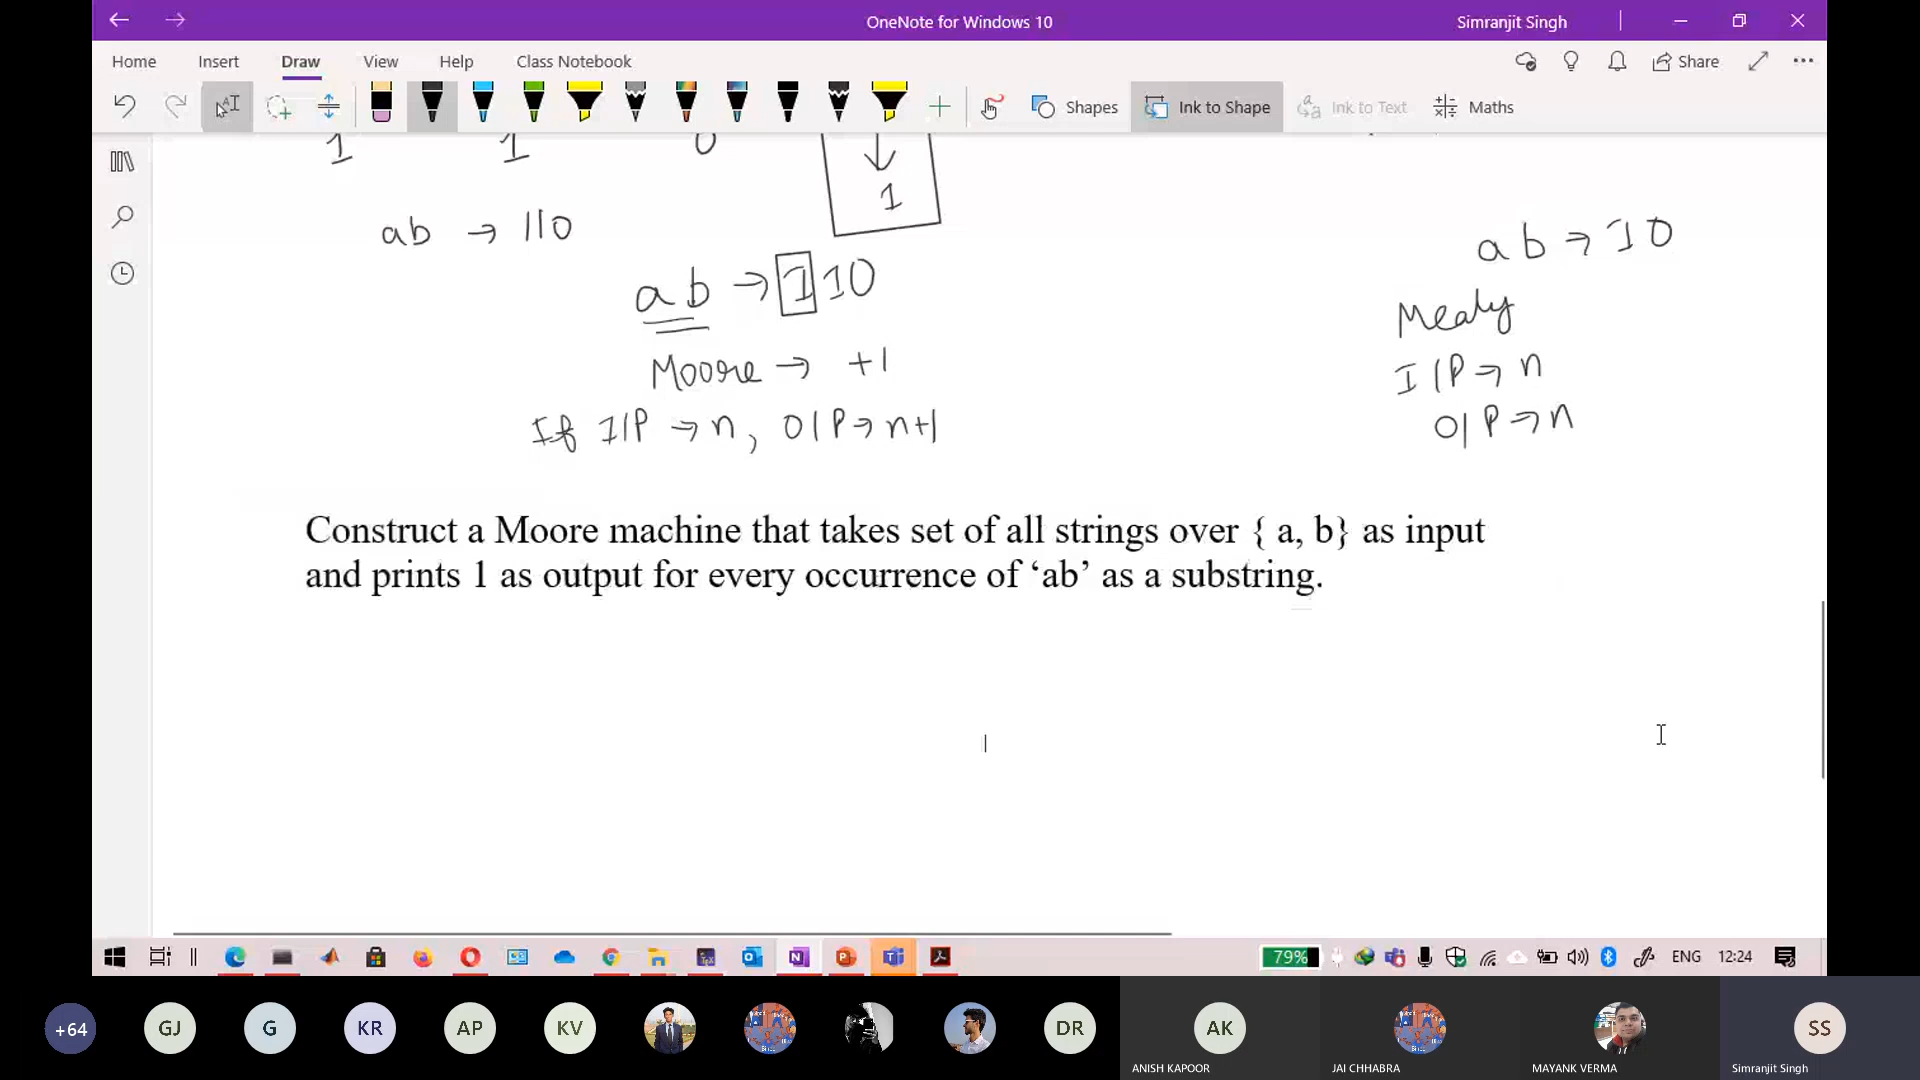 OneNote for Windows 10
Simranjit Singh
Home Insert Draw View Help Class Notebook
Share
Shapes
Ink to Shape
Ink to Text
Maths
1 1 0
1
ab → 110
ab → 10
ab → 110
Mealy
Moore → +1
I/P → n
If I/P → n, O/P → n+1
O/P → n
Construct a Moore machine that takes set of all strings over { a, b} as input
and prints 1 as output for every occurrence of ‘ab’ as a substring.
79%
ENG
12:24
+64
GJ
G
KR
AP
KV
DR
AK
SS
ANISH KAPOOR
JAI CHHABRA
MAYANK VERMA
Simranjit Singh